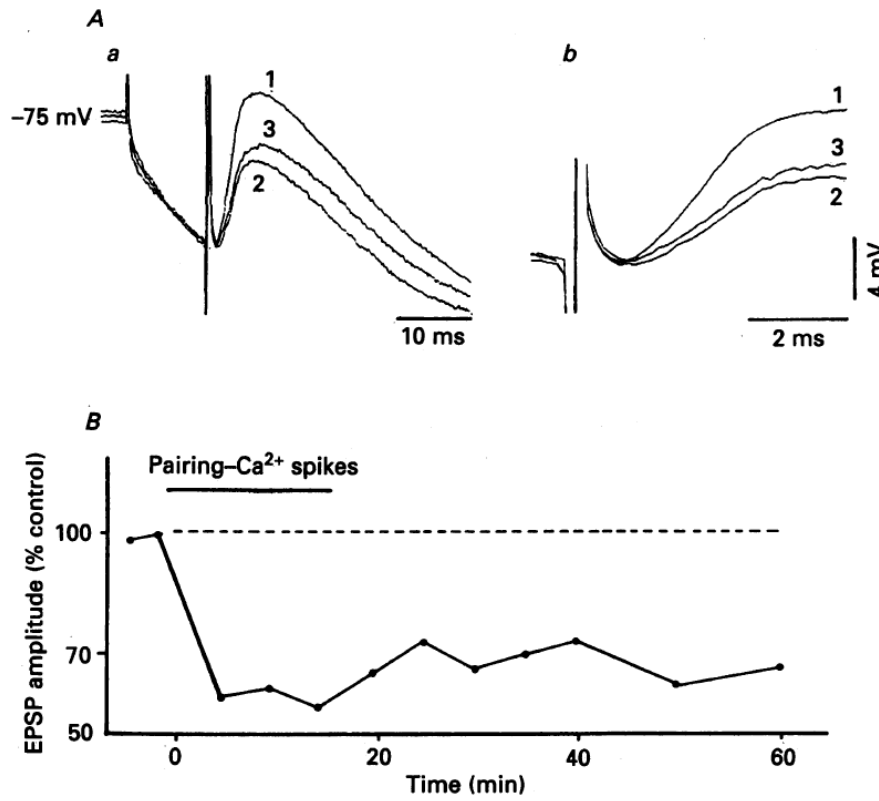 A
a
b
–75 mV
1
3
2
10 ms
1
3
2
4 mV
2 ms
B
Pairing–Ca²⁺ spikes
EPSP amplitude (% control)
100
70
50
0
20
40
60
Time (min)